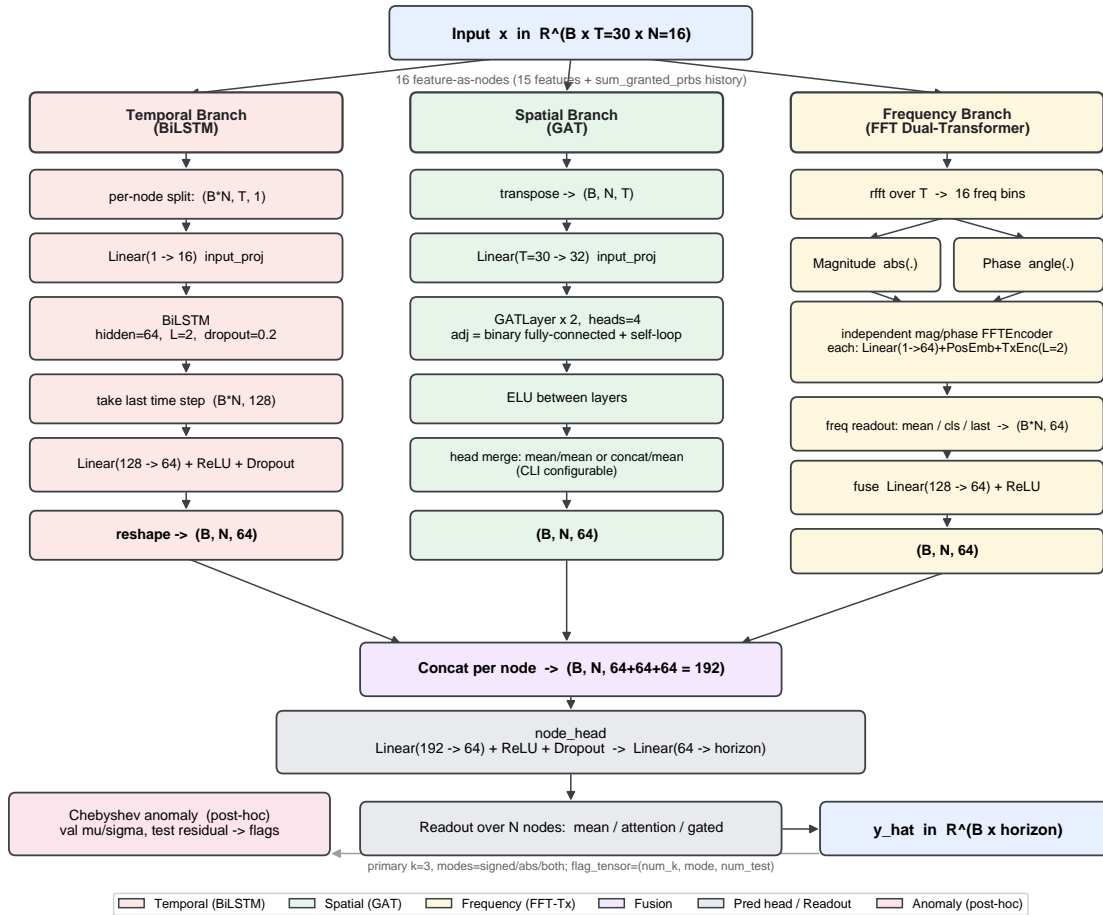 Input x in R^(B x T=30 x N=16)
16 feature-as-nodes (15 features + sum_granted_prbs history)
Temporal Branch
(BiLSTM)
per-node split: (B*N, T, 1)
Linear(1 -> 16) input_proj
BiLSTM
hidden=64, L=2, dropout=0.2
take last time step (B*N, 128)
Linear(128 -> 64) + ReLU + Dropout
reshape -> (B, N, 64)
Spatial Branch
(GAT)
transpose -> (B, N, T)
Linear(T=30 -> 32) input_proj
GATLayer x 2, heads=4
adj = binary fully-connected + self-loop
ELU between layers
head merge: mean/mean or concat/mean
(CLI configurable)
(B, N, 64)
Frequency Branch
(FFT Dual-Transformer)
rfft over T -> 16 freq bins
Magnitude abs(.)
Phase angle(.)
independent mag/phase FFTEncoder
each: Linear(1->64)+PosEmb+TxEnc(L=2)
freq readout: mean / cls / last -> (B*N, 64)
fuse Linear(128 -> 64) + ReLU
(B, N, 64)
Concat per node -> (B, N, 64+64+64 = 192)
node_head
Linear(192 -> 64) + ReLU + Dropout -> Linear(64 -> horizon)
Chebyshev anomaly (post-hoc)
val mu/sigma, test residual -> flags
Readout over N nodes: mean / attention / gated
y_hat in R^(B x horizon)
primary k=3, modes=signed/abs/both; flag_tensor=(num_k, mode, num_test)
Temporal (BiLSTM)
Spatial (GAT)
Frequency (FFT-Tx)
Fusion
Pred head / Readout
Anomaly (post-hoc)